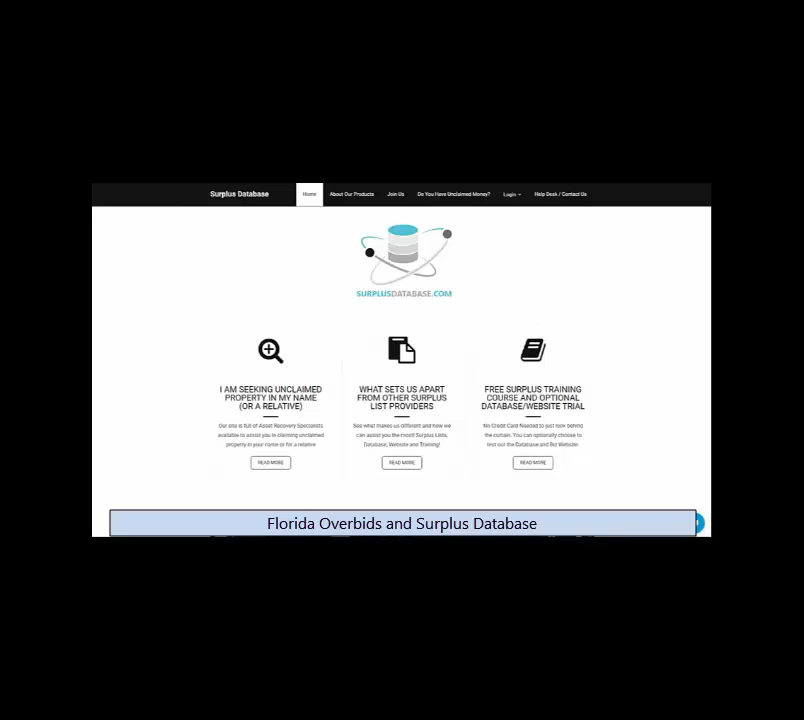 Surplus Database Home About Our Products Join Us Do You Have Unclaimed Money? Login Help Desk / Contact Us
SURPLUSDATABASE.COM
I AM SEEKING UNCLAIMED
PROPERTY IN MY NAME
(OR A RELATIVE)
Our site is full of Asset Recovery Specialists
available to assist you in claiming unclaimed
property in your name or for a relative
READ MORE
WHAT SETS US APART
FROM OTHER SURPLUS
LIST PROVIDERS
See what makes us different and how we
can assist you the most! Surplus Lists,
Database, Website and Training!
READ MORE
FREE SURPLUS TRAINING
COURSE AND OPTIONAL
DATABASE/WEBSITE TRIAL
No Credit Card Needed to just look behind
the curtain. You can optionally choose to
test out the Database and Biz Website
READ MORE
Florida Overbids and Surplus Database